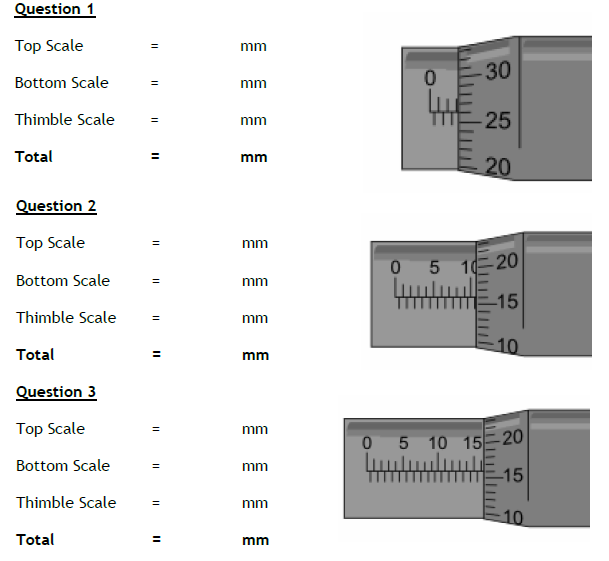 Question 1
Top Scale = mm
Bottom Scale = mm
Thimble Scale = mm
Total = mm
0
30
25
20
Question 2
Top Scale = mm
Bottom Scale = mm
Thimble Scale = mm
Total = mm
0 5 10
20
15
10
Question 3
Top Scale = mm
Bottom Scale = mm
Thimble Scale = mm
Total = mm
0 5 10 15
20
15
10